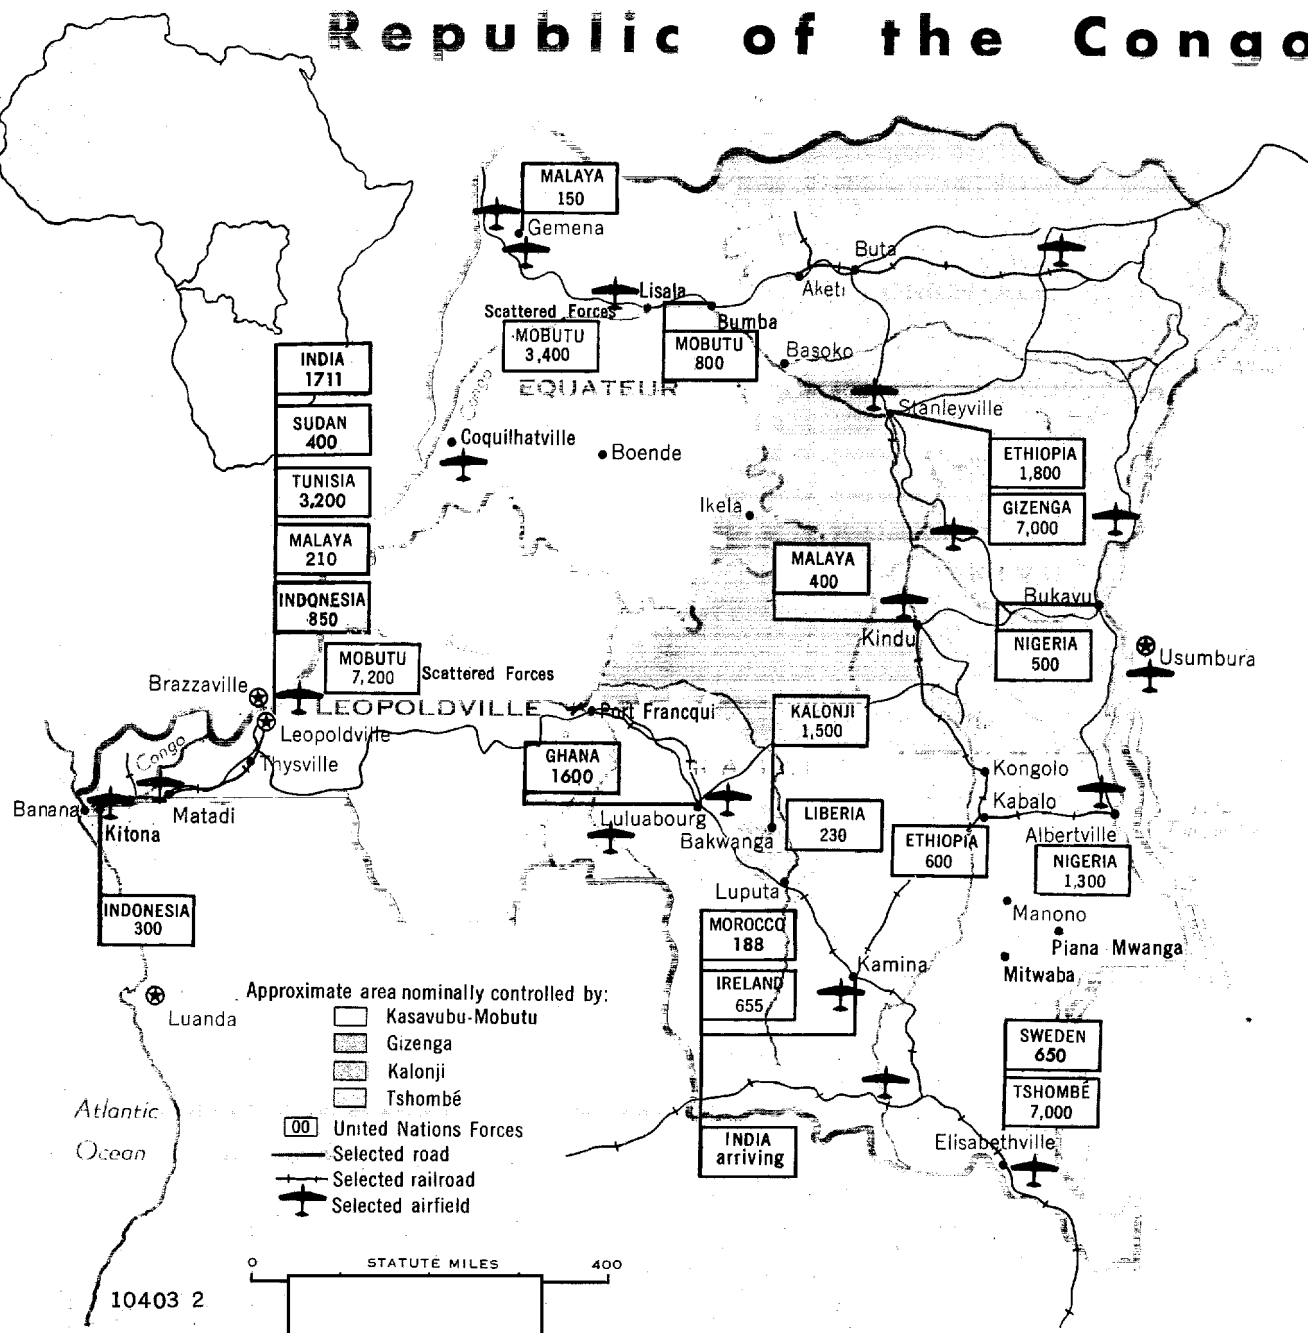 Republic of the Congo
MALAYA
150
Gemena
Buta
Aketi
Lisala
Scattered Forces
MOBUTU
3,400
Bumba
MOBUTU
800
Basoko
INDIA
1711
EQUATEUR
Congo
Stanleyville
SUDAN
400
Coquilhatville
Boende
ETHIOPIA
1,800
TUNISIA
3,200
Ikela
GIZENGA
7,000
MALAYA
210
MALAYA
400
INDONESIA
850
Bukavu
Kindu
NIGERIA
500
Usumbura
MOBUTU
7,200
Scattered Forces
Brazzaville
LEOPOLDVILLE
Port Francqui
KALONJI
1,500
Leopoldville
Congo
Thysville
GHANA
1600
Kongolo
Banana
Kitona
Matadi
Luluabourg
Bakwanga
LIBERIA
230
Kabalo
Albertville
ETHIOPIA
600
NIGERIA
1,300
Luputa
INDONESIA
300
MOROCCO
188
Manono
Piana Mwanga
Mitwaba
Kamina
IRELAND
655
Luanda
Approximate area nominally controlled by:
Kasavubu-Mobutu
Gizenga
Kalonji
Tshombé
00 United Nations Forces
Selected road
Selected railroad
Selected airfield
SWEDEN
650
TSHOMBÉ
7,000
Atlantic
Ocean
INDIA
arriving
Elisabethville
0 STATUTE MILES 400
10403 2